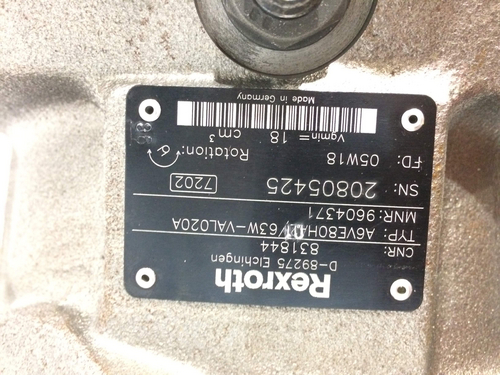 Rexroth
D-89275 Elchingen
CNR: 831844
TYP: A6VE80HA1/63W-VAL020A
MNR: 9604371
SN: 20805425 7202
FD: 05W18 Rotation:
Vgmin= 18 cm³
Made in Germany